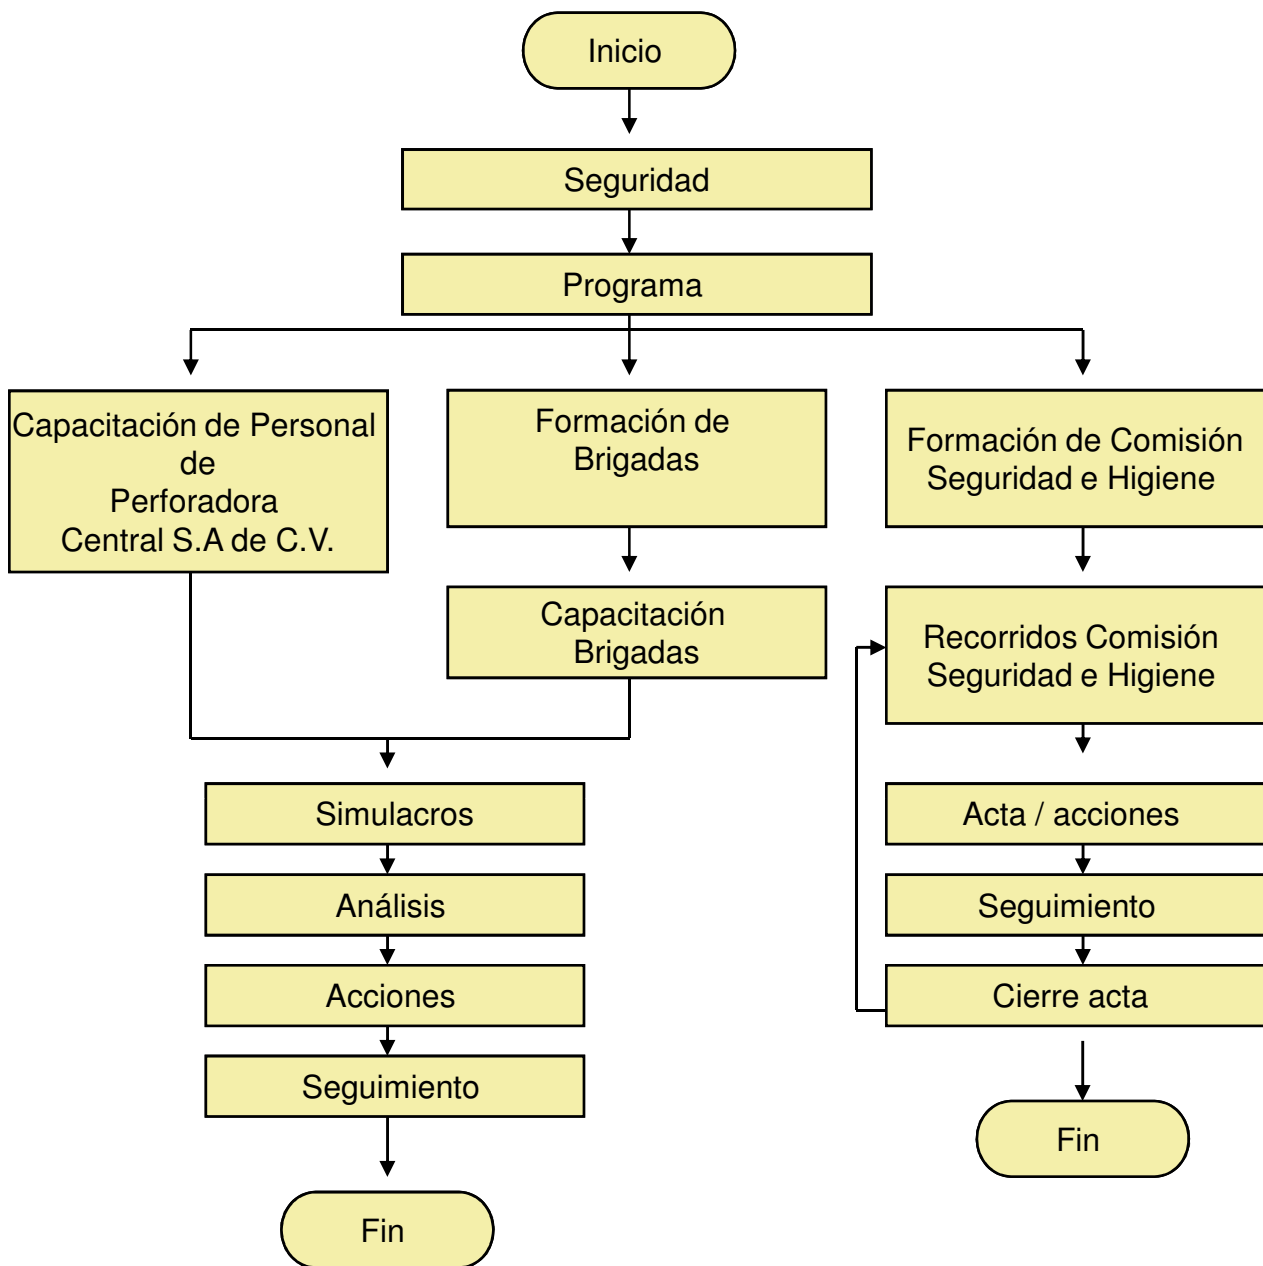 Inicio
Seguridad
Programa
Capacitación de Personal
de
Perforadora
Central S.A de C.V.
Formación de
Brigadas
Formación de Comisión
Seguridad e Higiene
Capacitación
Brigadas
Recorridos Comisión
Seguridad e Higiene
Simulacros
Análisis
Acciones
Seguimiento
Fin
Acta / acciones
Seguimiento
Cierre acta
Fin